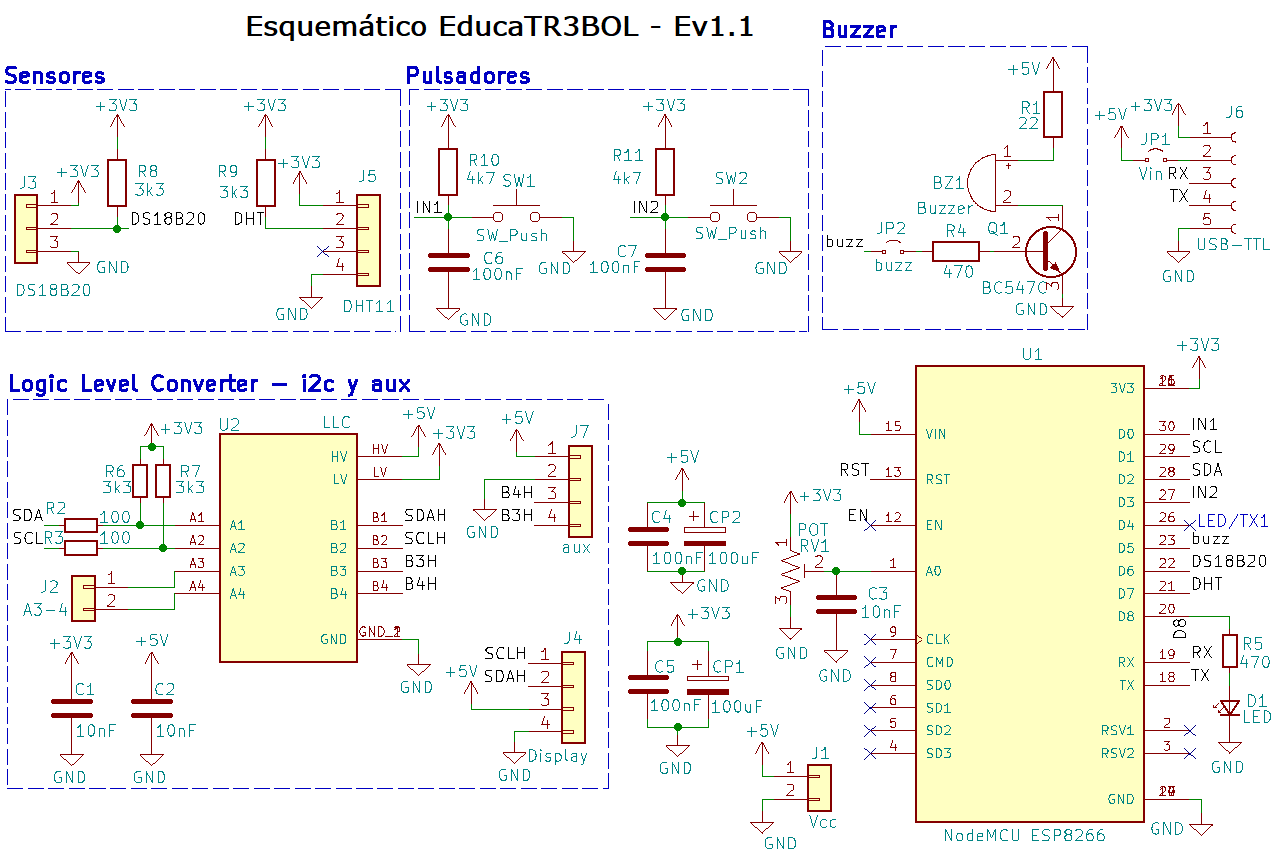 Esquemático EducaTR3BOL - Ev1.1
Sensores
+3V3
+3V3
+3V3
+3V3
J3
1
2
3
R8
3k3
DS18B20
GND
DS18B20
R9
3k3
DHT
J5
1
2
3
4
GND
DHT11
Pulsadores
+3V3
R10
4k7
SW1
IN1
SW_Push
C6
100nF
GND
GND
+3V3
R11
4k7
SW2
IN2
SW_Push
C7
100nF
GND
GND
Buzzer
+5V
R1
22
1
+
BZ1
2
Buzzer
JP2
buzz
buzz
R4
470
Q1
1
2
3
BC547C
GND
+5V
+3V3
J6
JP1
Vin
RX
TX
1
2
3
4
5
USB-TTL
GND
Logic Level Converter - i2c y aux
+3V3
R6
3k3
R7
3k3
SDA
R2
100
SCL
R3
100
J2
1
2
A3-4
U2
LLC
A1
A2
A3
A4
A1
A2
A3
A4
HV
LV
B1
B2
B3
B4
GND
HV
LV
B1
B2
B3
B4
+5V
+3V3
SDAH
SCLH
B3H
B4H
GND
+3V3
C1
10nF
GND
+5V
C2
10nF
GND
+5V
J7
1
2
3
4
B4H
B3H
GND
aux
J4
SCLH
SDAH
+5V
1
2
3
4
GND
Display
+5V
C4
100nF
+
CP2
100uF
GND
+3V3
C5
100nF
+
CP1
100uF
GND
+5V
J1
1
2
Vcc
GND
+3V3
POT
RV1
1
2
3
GND
C3
10nF
GND
U1
+5V
15
VIN
RST
13
RST
EN
12
EN
1
A0
9
CLK
7
CMD
8
SD0
6
SD1
5
SD2
4
SD3
+3V3
3V3
D0
30
IN1
D1
29
SCL
D2
28
SDA
D3
27
IN2
D4
26
LED/TX1
D5
23
buzz
D6
22
DS18B20
D7
21
DHT
D8
20
D8
RX
19
RX
TX
18
TX
RSV1
2
RSV2
3
GND
GND
R5
470
D1
LED
GND
NodeMCU ESP8266